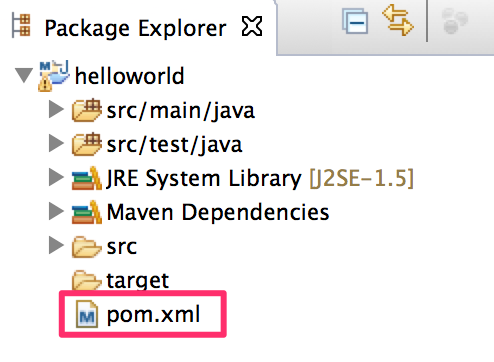 Package Explorer
helloworld
src/main/java
src/test/java
JRE System Library [J2SE-1.5]
Maven Dependencies
src
target
pom.xml